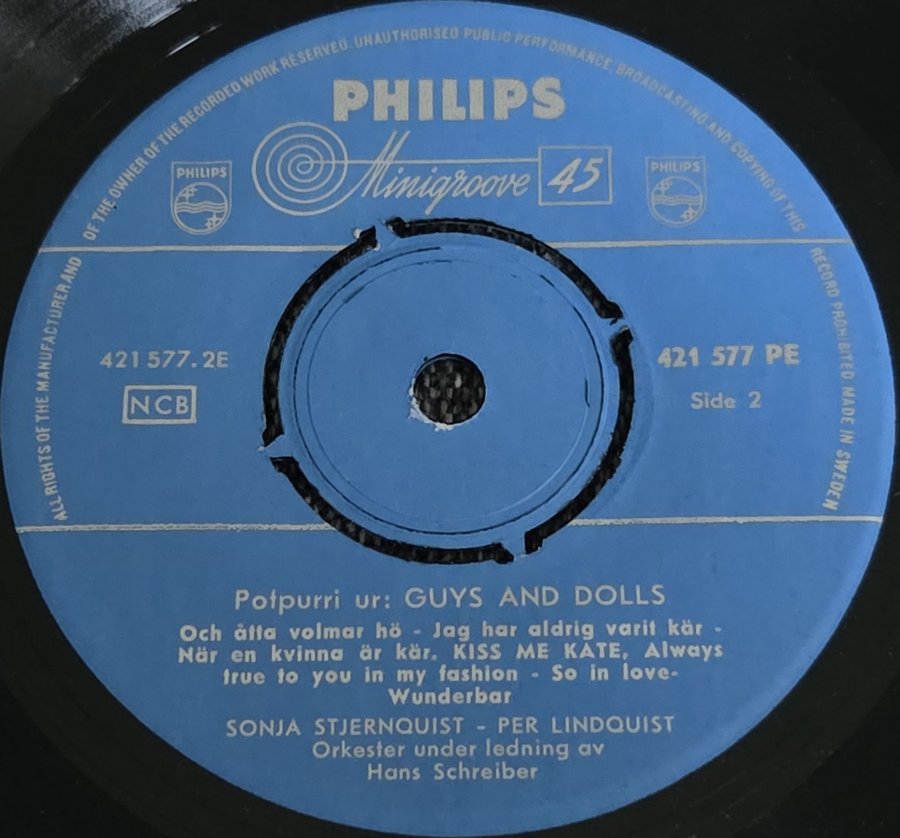 ALL RIGHTS OF THE MANUFACTURER AND OF THE OWNER OF THE RECORDED WORK RESERVED. UNAUTHORISED PUBLIC PERFORMANCE, BROADCASTING AND COPYING OF THIS RECORD PROHIBITED MADE IN SWEDEN
PHILIPS
Minigroove 45
PHILIPS
PHILIPS
421 577.2E
NCB
421 577 PE
Side 2
Potpurri ur: GUYS AND DOLLS
Och åtta volmar hö - Jag har aldrig varit kär -
När en kvinna är kär. KISS ME KATE, Always
true to you in my fashion - So in love-
Wunderbar
SONJA STJERNQUIST - PER LINDQUIST
Orkester under ledning av
Hans Schreiber